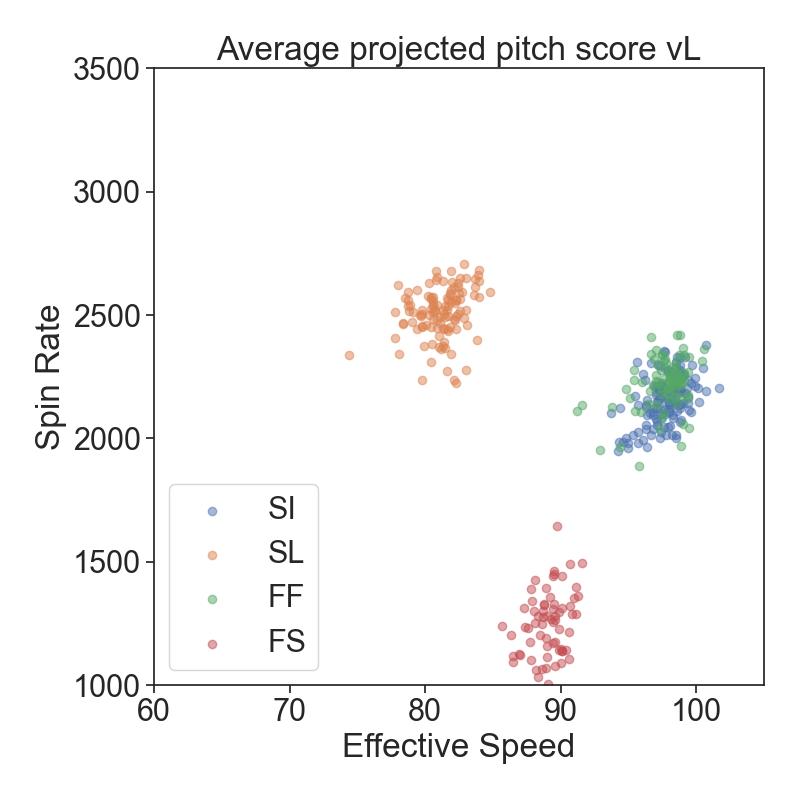 Average projected pitch score vL
3500
3000
2500
2000
1500
1000
Spin Rate
SI
SL
FF
FS
60
70
80
90
100
Effective Speed